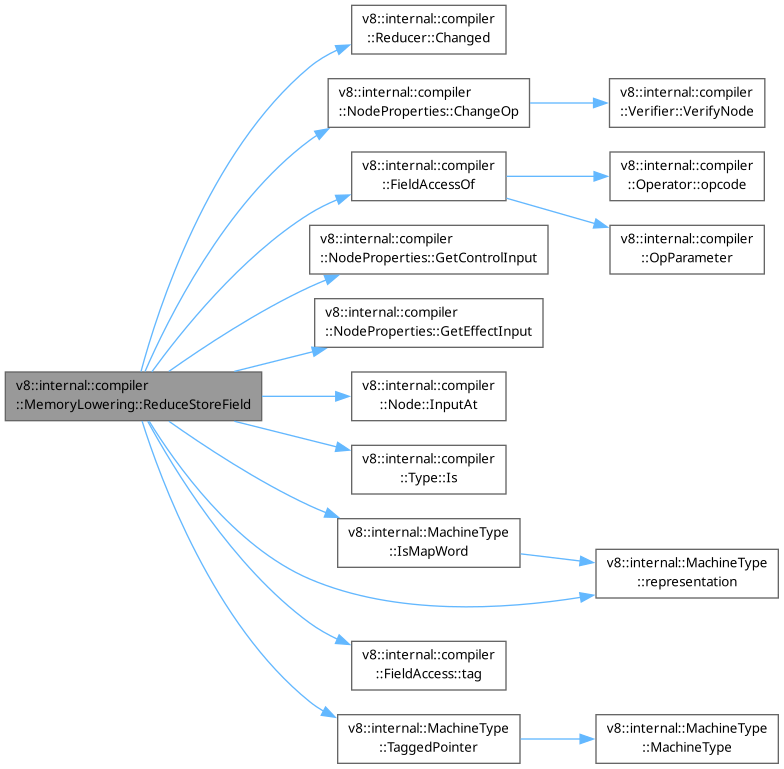 v8::internal::compiler
::Reducer::Changed
v8::internal::compiler
::NodeProperties::ChangeOp
v8::internal::compiler
::Verifier::VerifyNode
v8::internal::compiler
::FieldAccessOf
v8::internal::compiler
::Operator::opcode
v8::internal::compiler
::NodeProperties::GetControlInput
v8::internal::compiler
::OpParameter
v8::internal::compiler
::NodeProperties::GetEffectInput
v8::internal::compiler
::MemoryLowering::ReduceStoreField
v8::internal::compiler
::Node::InputAt
v8::internal::compiler
::Type::Is
v8::internal::MachineType
::IsMapWord
v8::internal::MachineType
::representation
v8::internal::compiler
::FieldAccess::tag
v8::internal::MachineType
::TaggedPointer
v8::internal::MachineType
::MachineType